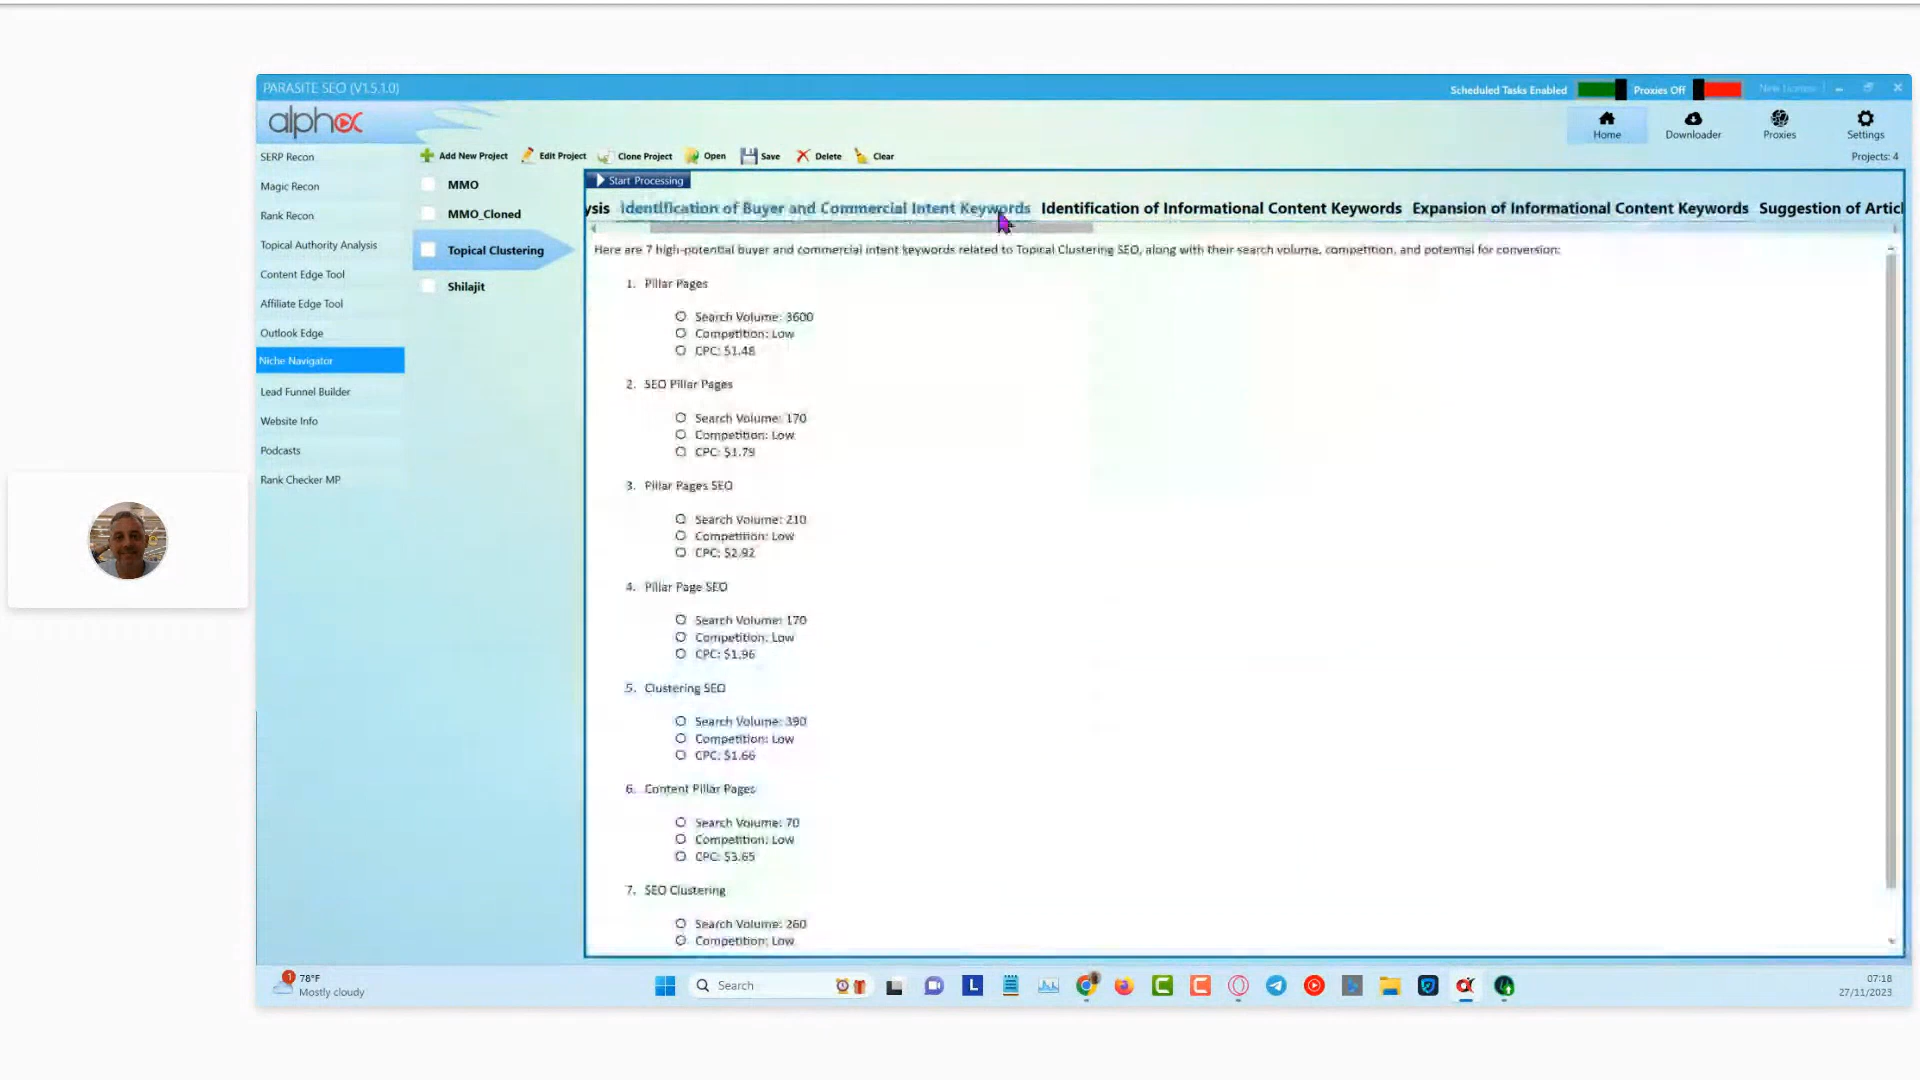 PARASITE SEO (V1.5.1.0)
Scheduled Tasks Enabled
Proxies Off
New License
alpha
Home
Downloader
Proxies
Settings
Projects: 4
SERP Recon
Magic Recon
Rank Recon
Topical Authority Analysis
Content Edge Tool
Affiliate Edge Tool
Outlook Edge
Niche Navigator
Lead Funnel Builder
Website Info
Podcasts
Rank Checker MP
Add New Project
Edit Project
Clone Project
Open
Save
Delete
Clear
MMO
MMO_Cloned
Topical Clustering
Shilajit
Start Processing
ysis
Identification of Buyer and Commercial Intent Keywords
Identification of Informational Content Keywords
Expansion of Informational Content Keywords
Suggestion of Articl
Here are 7 high-potential buyer and commercial intent keywords related to Topical Clustering SEO, along with their search volume, competition, and potential for conversion:
1. Pillar Pages
Search Volume: 3600
Competition: Low
CPC: $1.48
2. SEO Pillar Pages
Search Volume: 170
Competition: Low
CPC: $1.79
3. Pillar Pages SEO
Search Volume: 210
Competition: Low
CPC: $2.92
4. Pillar Page SEO
Search Volume: 170
Competition: Low
CPC: $1.96
5. Clustering SEO
Search Volume: 390
Competition: Low
CPC: $1.66
6. Content Pillar Pages
Search Volume: 70
Competition: Low
CPC: $3.65
7. SEO Clustering
Search Volume: 260
Competition: Low
1
78°F
Mostly cloudy
Search
L
07:18
27/11/2023